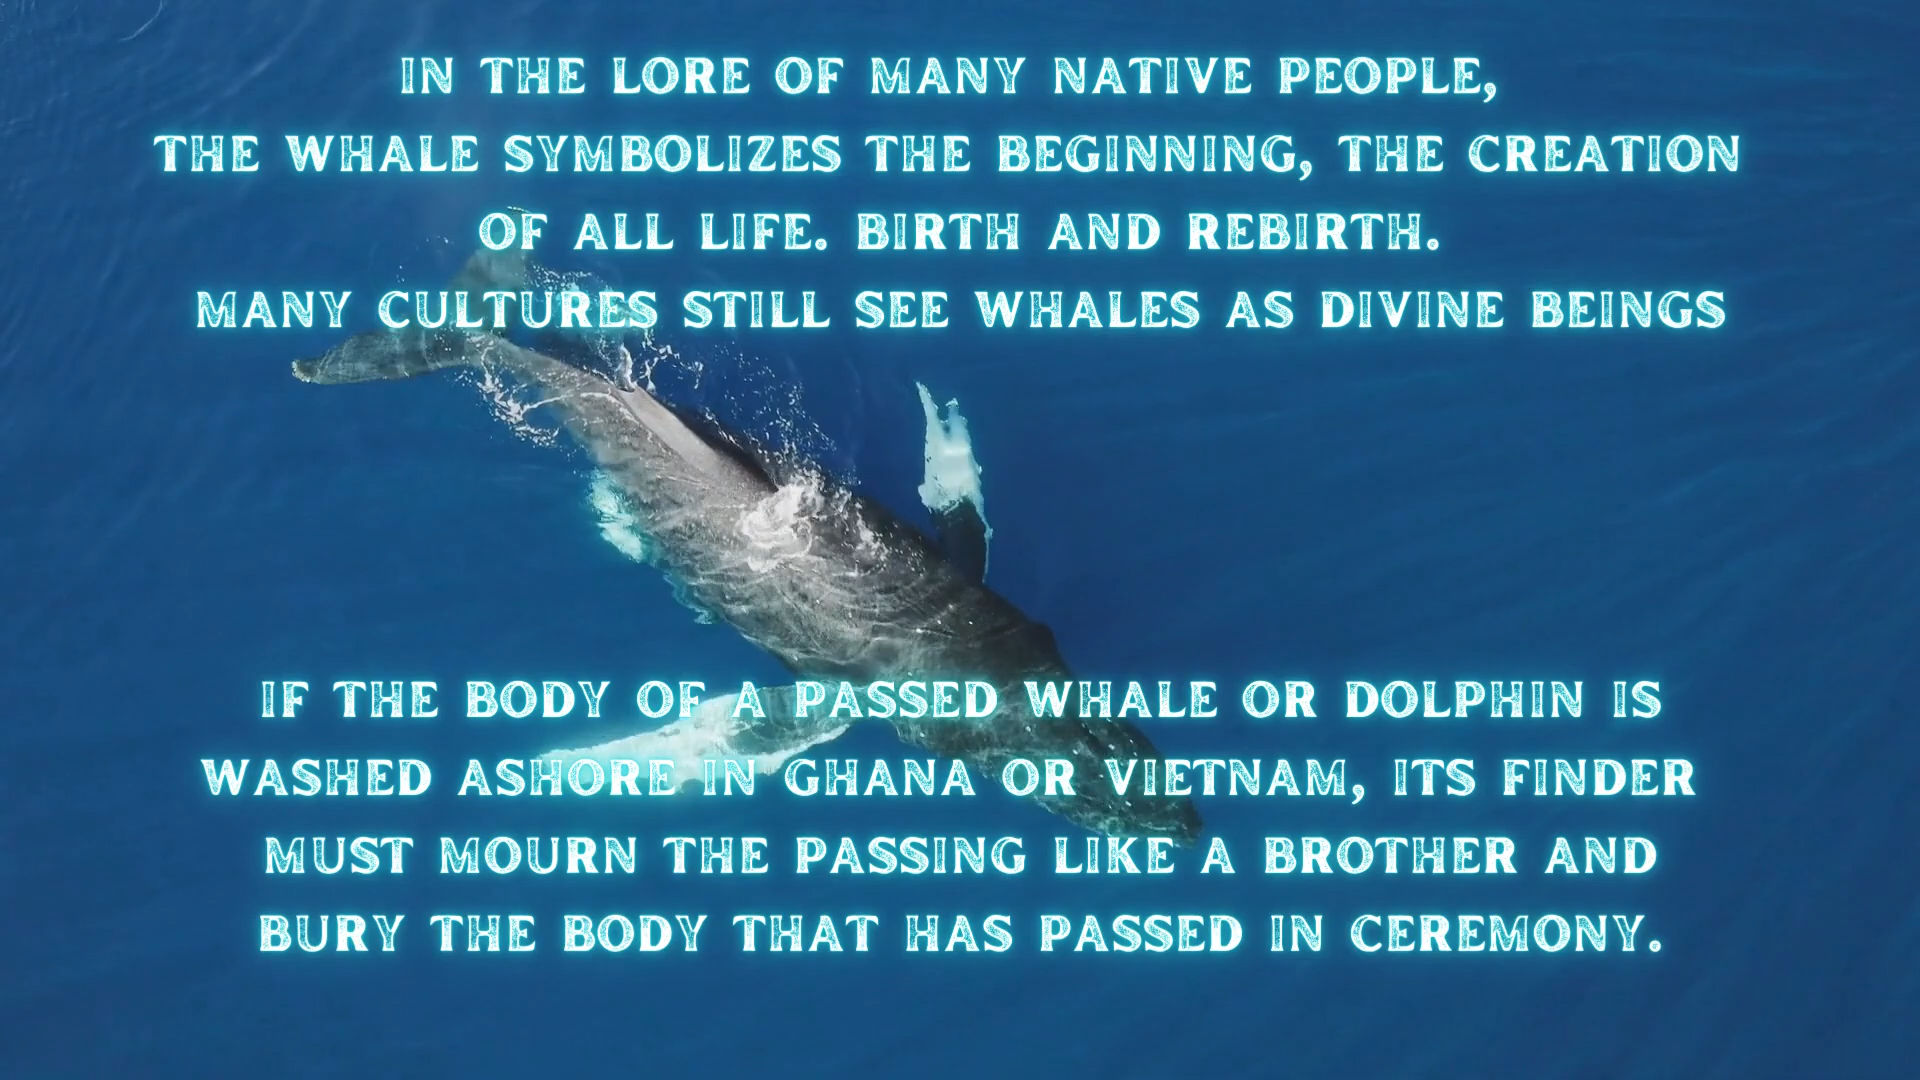 IN THE LORE OF MANY NATIVE PEOPLE,
THE WHALE SYMBOLIZES THE BEGINNING, THE CREATION
OF ALL LIFE. BIRTH AND REBIRTH.
MANY CULTURES STILL SEE WHALES AS DIVINE BEINGS
IF THE BODY OF A PASSED WHALE OR DOLPHIN IS
WASHED ASHORE IN GHANA OR VIETNAM, ITS FINDER
MUST MOURN THE PASSING LIKE A BROTHER AND
BURY THE BODY THAT HAS PASSED IN CEREMONY.